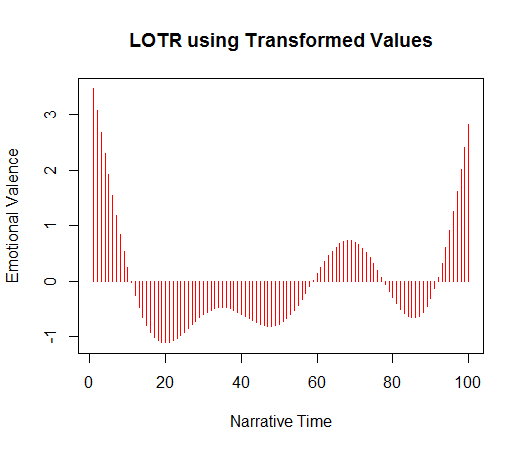 LOTR using Transformed Values
Emotional Valence
3
2
1
0
-1
0 20 40 60 80 100
Narrative Time